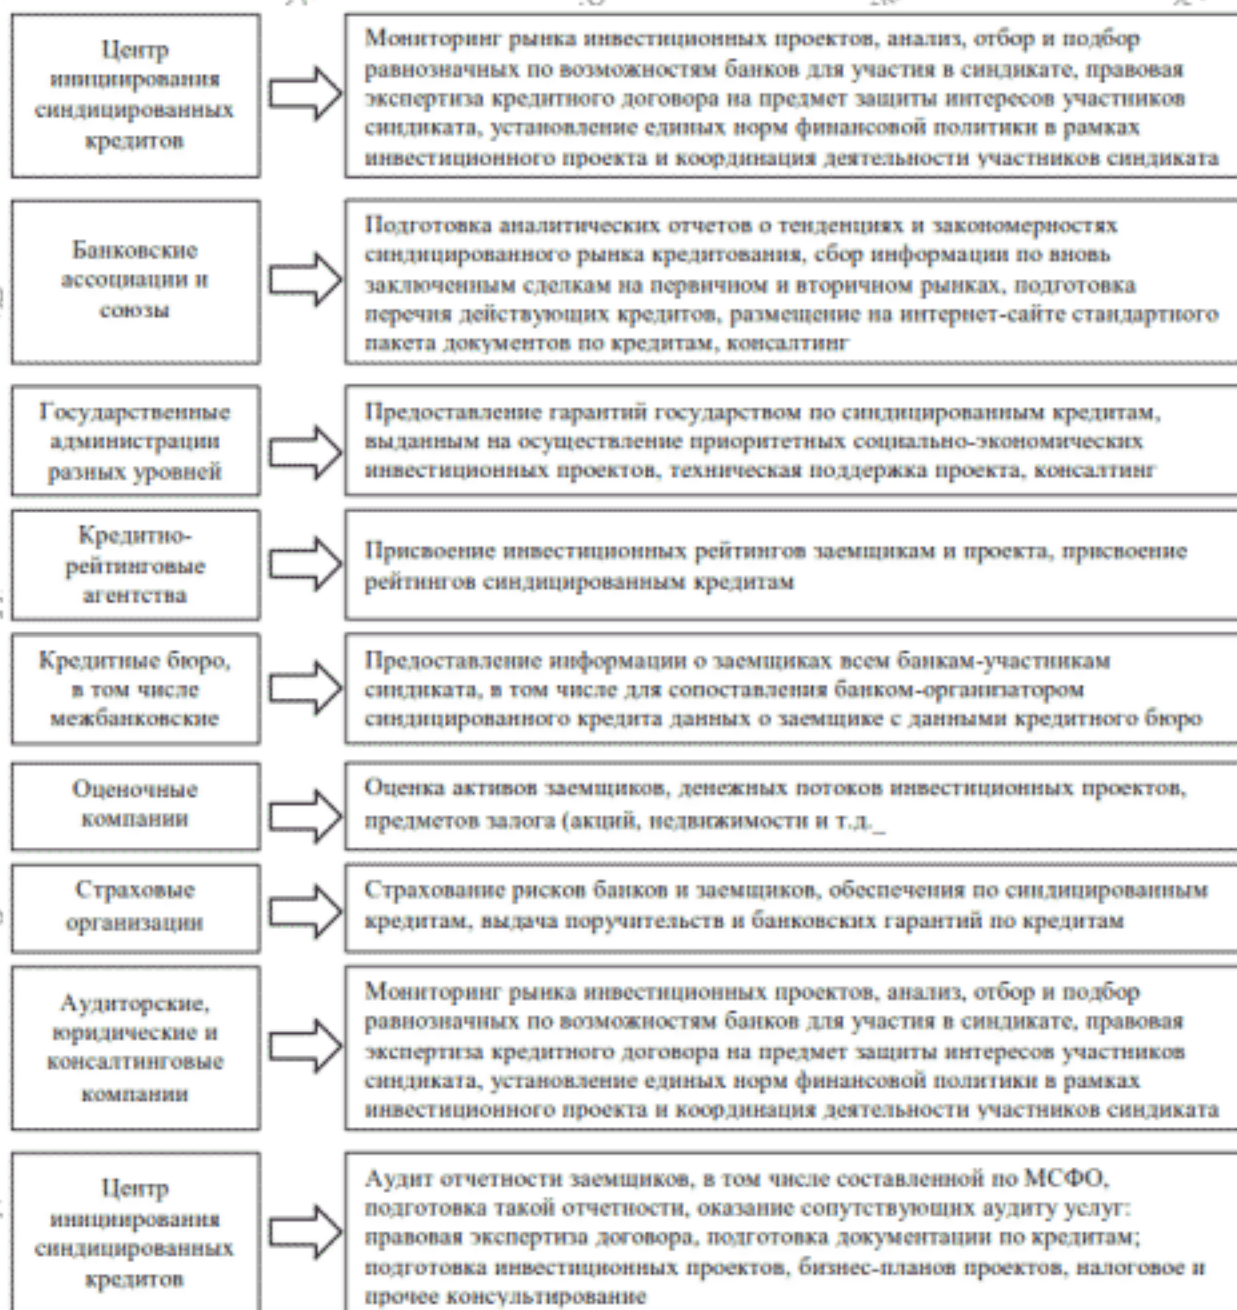 Центр
инициирования
синдицированных
кредитов
Мониторинг рынка инвестиционных проектов, анализ, отбор и подбор
равнозначных по возможностям банков для участия в синдикате, правовая
экспертиза кредитного договора на предмет защиты интересов участников
синдиката, установление единых норм финансовой политики в рамках
инвестиционного проекта и координация деятельности участников синдиката
Банковские
ассоциации и
союзы
Подготовка аналитических отчетов о тенденциях и закономерностях
синдицированного рынка кредитования, сбор информации по вновь
заключенным сделкам на первичном и вторичном рынках, подготовка
перечня действующих кредитов, размещение на интернет-сайте стандартного
пакета документов по кредитам, консалтинг
Государственные
администрации
разных уровней
Предоставление гарантий государством по синдицированным кредитам,
выданным на осуществление приоритетных социально-экономических
инвестиционных проектов, техническая поддержка проекта, консалтинг
Кредитно-
рейтинговые
агентства
Присвоение инвестиционных рейтингов заемщикам и проекта, присвоение
рейтингов синдицированным кредитам
Кредитные бюро,
в том числе
межбанковские
Предоставление информации о заемщиках всем банкам-участникам
синдиката, в том числе для сопоставления банком-организатором
синдицированного кредита данных о заемщике с данными кредитного бюро
Оценочные
компании
Оценка активов заемщиков, денежных потоков инвестиционных проектов,
предметов залога (акций, недвижимости и т.д._
Страховые
организации
Страхование рисков банков и заемщиков, обеспечения по синдицированным
кредитам, выдача поручительств и банковских гарантий по кредитам
Аудиторские,
юридические и
консалтинговые
компании
Мониторинг рынка инвестиционных проектов, анализ, отбор и подбор
равнозначных по возможностям банков для участия в синдикате, правовая
экспертиза кредитного договора на предмет защиты интересов участников
синдиката, установление единых норм финансовой политики в рамках
инвестиционного проекта и координация деятельности участников синдиката
Центр
инициирования
синдицированных
кредитов
Аудит отчетности заемщиков, в том числе составленной по МСФО,
подготовка такой отчетности, оказание сопутствующих аудиту услуг:
правовая экспертиза договора, подготовка документации по кредитам;
подготовка инвестиционных проектов, бизнес-планов проектов, налоговое и
прочее консультирование